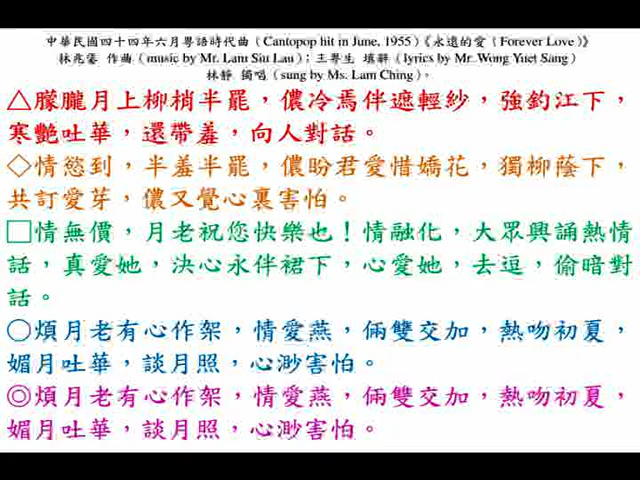 中華民國四十四年六月粵語時代曲 (Cantopop hit in June, 1955)《永遠的愛 (Forever Love)》
林兆鎏 作曲 (music by Mr. Lam Siu Lau)；王粵生 填辭 (lyrics by Mr. Wong Yuet Sang)
林靜 獨唱 (sung by Ms. Lam Ching)。
△朦朧月上柳梢半罷，儂冷焉伴遮輕紗，強釣江下，
寒艷吐華，還帶羞，向人對話。
◇情慾到，半羞半罷，儂盼君愛惜嬌花，獨柳蔭下，
共訂愛芽，儂又覺心裏害怕。
□情無價，月老祝您快樂也！情融化，大眾興誦熱情
話，真愛她，決心永伴裙下，心愛她，去逗，偷暗對
話。
○煩月老有心作架，情愛燕，倆雙交加，熱吻初夏，
媚月吐華，談月照，心渺害怕。
◎煩月老有心作架，情愛燕，倆雙交加，熱吻初夏，
媚月吐華，談月照，心渺害怕。